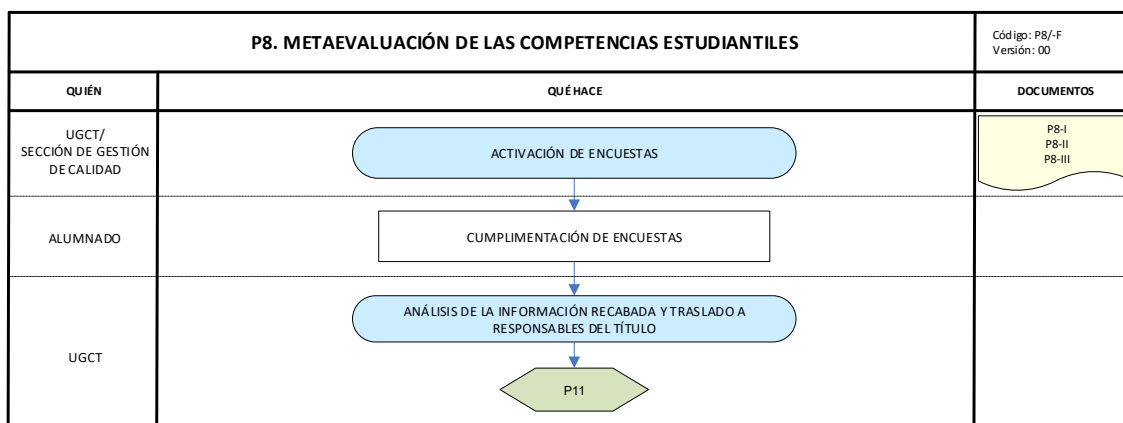 P8. METAEVALUACIÓN DE LAS COMPETENCIAS ESTUDIANTILES
Código: P8/-F
Versión: 00
QUIÉN
QUÉ HACE
DOCUMENTOS
UGCT/
SECCIÓN DE GESTIÓN
DE CALIDAD
ACTIVACIÓN DE ENCUESTAS
P8-I
P8-II
P8-III
ALUMNADO
CUMPLIMENTACIÓN DE ENCUESTAS
UGCT
ANÁLISIS DE LA INFORMACIÓN RECABADA Y TRASLADO A
RESPONSABLES DEL TÍTULO
P11